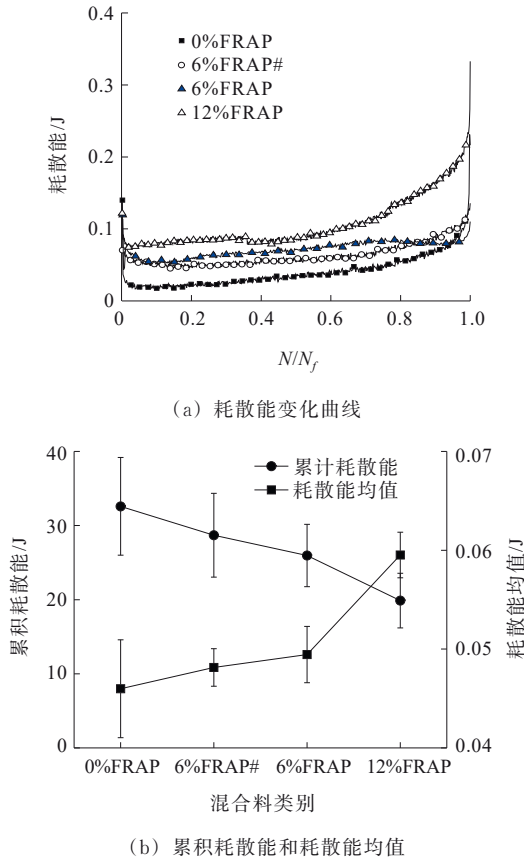 0.4
0.3
0.2
0.1
0
耗散能/J
0%FRAP
6%FRAP#
6%FRAP
12%FRAP
0 0.2 0.4 0.6 0.8 1.0
N/Nf
(a) 耗散能变化曲线
40
30
20
10
0
累积耗散能/J
累计耗散能
耗散能均值
0.07
0.06
0.05
0.04
耗散能均值/J
0%FRAP 6%FRAP# 6%FRAP 12%FRAP
混合料类别
(b) 累积耗散能和耗散能均值